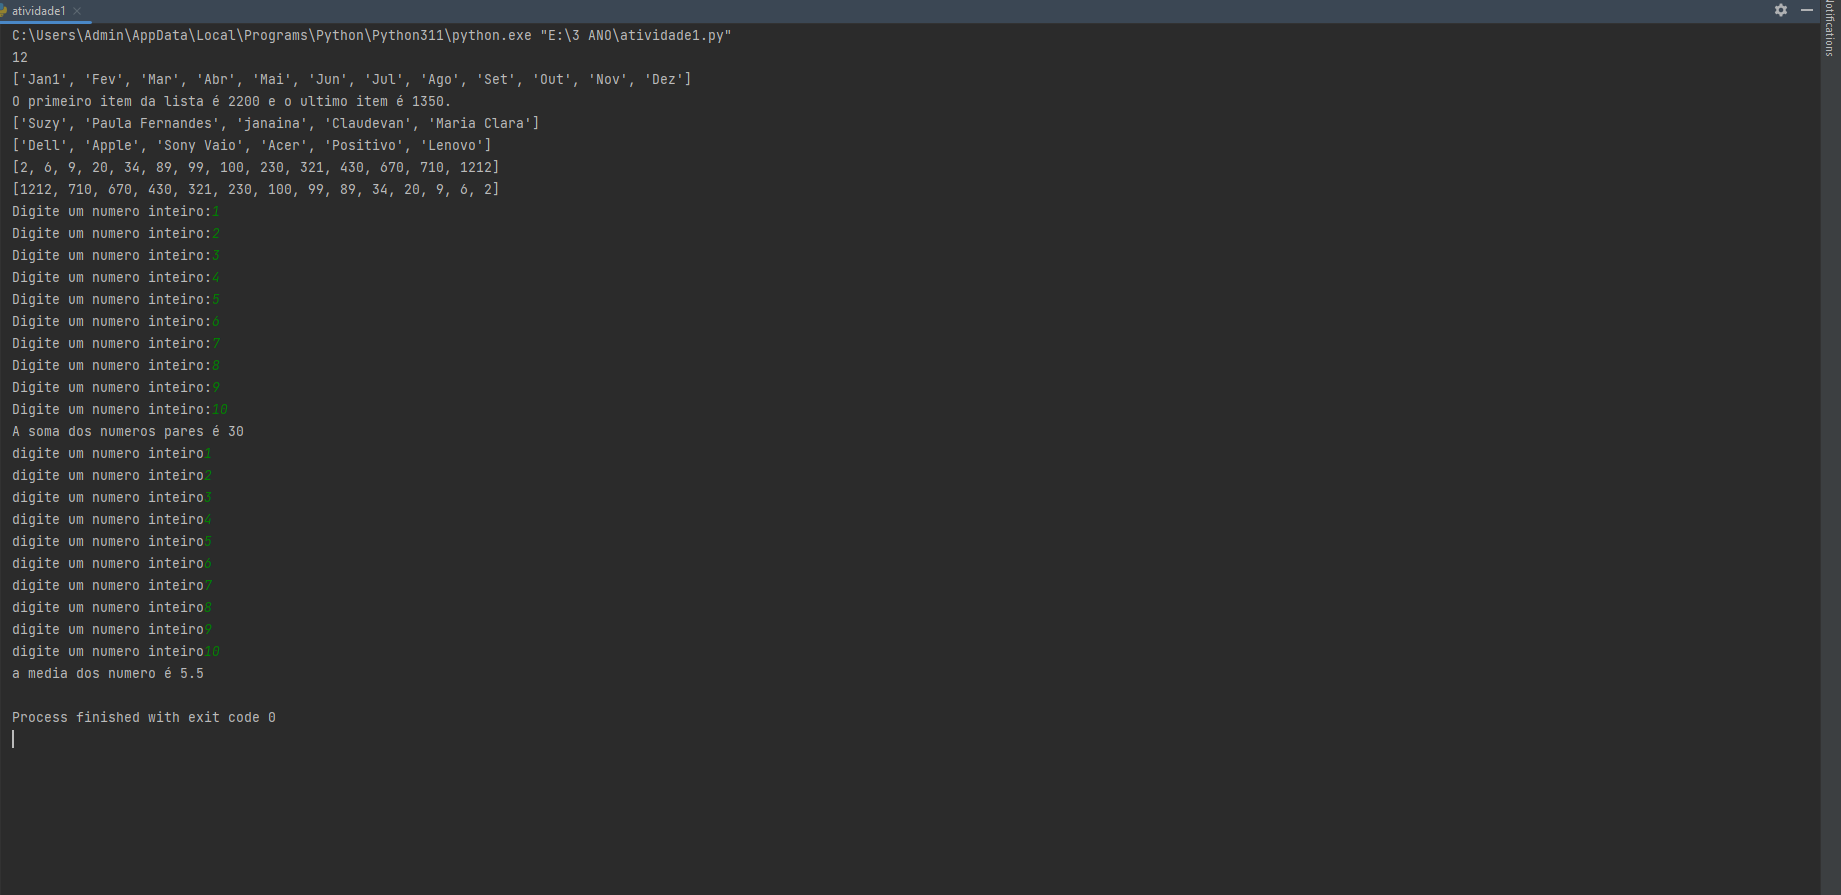 atividade1
Notifications
C:\Users\Admin\AppData\Local\Programs\Python\Python311\python.exe "E:\3 ANO\atividade1.py"
12
['Jan1', 'Fev', 'Mar', 'Abr', 'Mai', 'Jun', 'Jul', 'Ago', 'Set', 'Out', 'Nov', 'Dez']
O primeiro item da lista é 2200 e o ultimo item é 1350.
['Suzy', 'Paula Fernandes', 'janaina', 'Claudevan', 'Maria Clara']
['Dell', 'Apple', 'Sony Vaio', 'Acer', 'Positivo', 'Lenovo']
[2, 6, 9, 20, 34, 89, 99, 100, 230, 321, 430, 670, 710, 1212]
[1212, 710, 670, 430, 321, 230, 100, 99, 89, 34, 20, 9, 6, 2]
Digite um numero inteiro:1
Digite um numero inteiro:2
Digite um numero inteiro:3
Digite um numero inteiro:4
Digite um numero inteiro:5
Digite um numero inteiro:6
Digite um numero inteiro:7
Digite um numero inteiro:8
Digite um numero inteiro:9
Digite um numero inteiro:10
A soma dos numeros pares é 30
digite um numero inteiro1
digite um numero inteiro2
digite um numero inteiro3
digite um numero inteiro4
digite um numero inteiro5
digite um numero inteiro6
digite um numero inteiro7
digite um numero inteiro8
digite um numero inteiro9
digite um numero inteiro10
a media dos numero é 5.5
Process finished with exit code 0